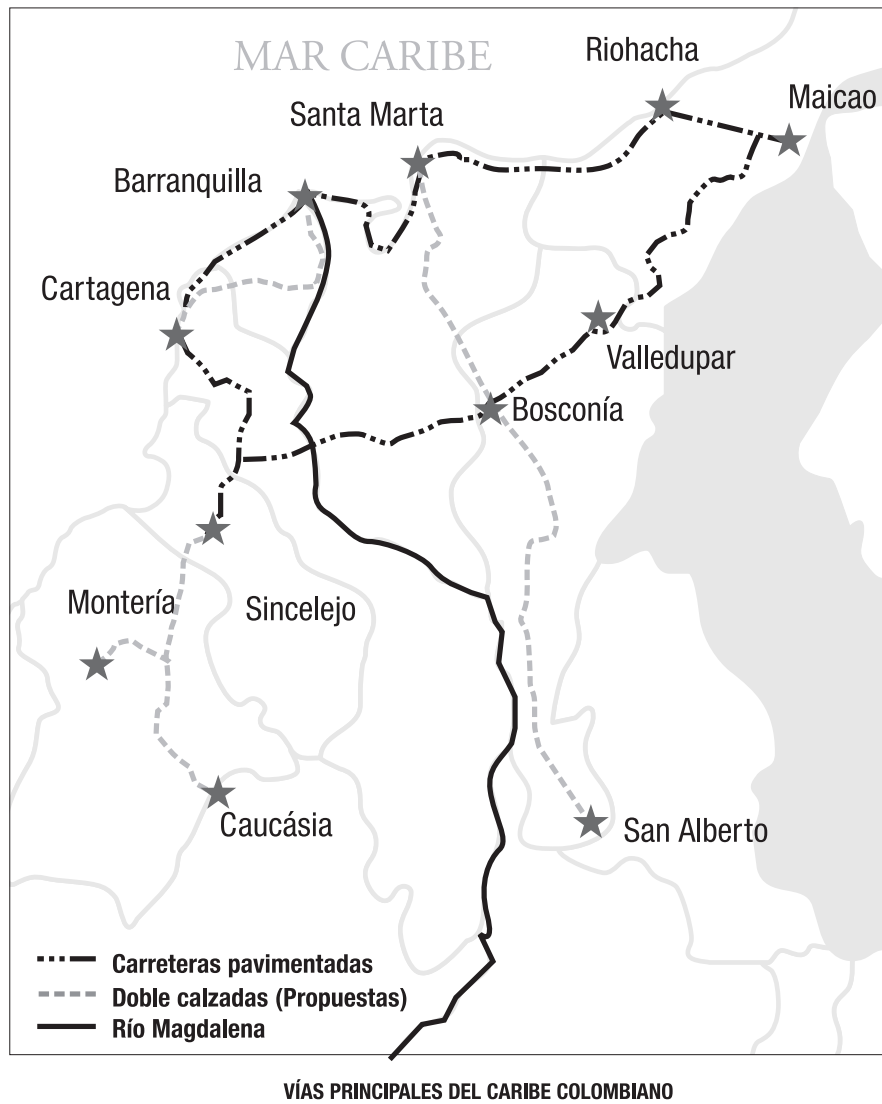 MAR CARIBE
Riohacha
Maicao
Santa Marta
Barranquilla
Cartagena
Valledupar
Bosconía
Montería
Sincelejo
Caucásia
San Alberto
Carreteras pavimentadas
Doble calzadas (Propuestas)
Río Magdalena
VÍAS PRINCIPALES DEL CARIBE COLOMBIANO